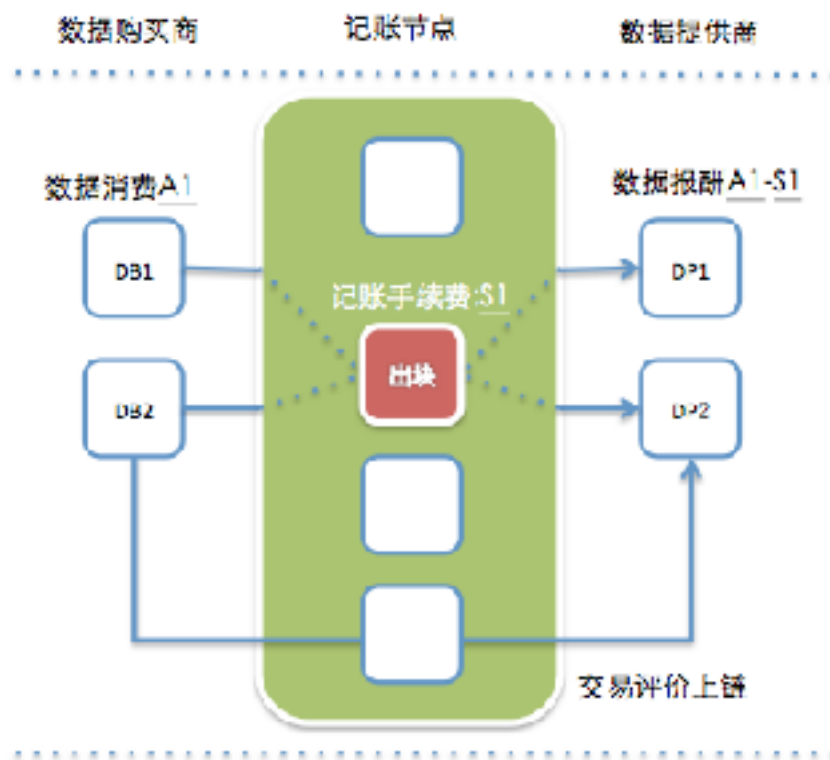 数据购买商
记账节点
数据提供商
数据消费A1
数据报酬A1-S1
DB1
记账手续费:S1
DP1
出块
DB2
DP2
交易评价上链